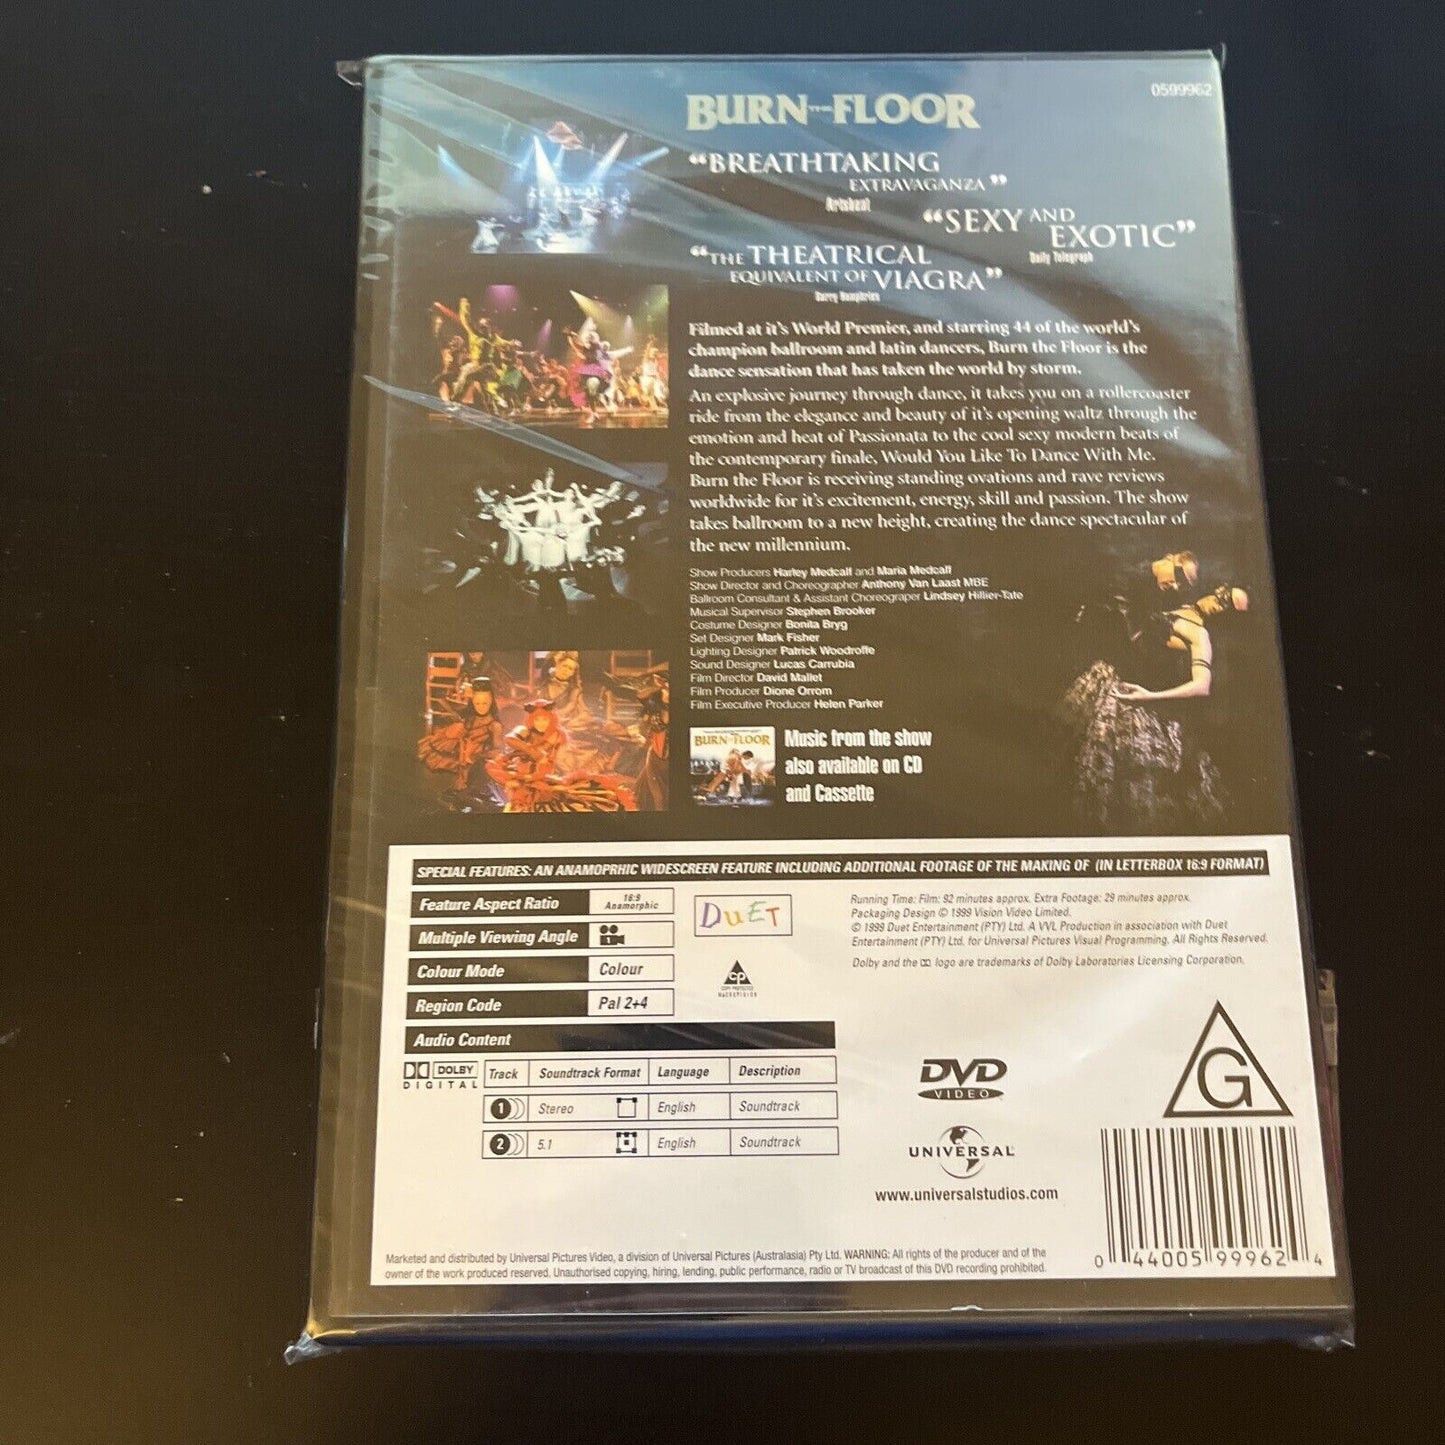 0599962
BURN THE FLOOR
“BREATHTAKING
EXTRAVAGANZA”
Artsbeat
“SEXY AND
EXOTIC”
Daily Telegraph
“THE THEATRICAL
EQUIVALENT OF VIAGRA”
Barry Humphries
Filmed at it's World Premier, and starring 44 of the world's
champion ballroom and latin dancers, Burn the Floor is the
dance sensation that has taken the world by storm.
An explosive journey through dance, it takes you on a rollercoaster
ride from the elegance and beauty of it's opening waltz through the
emotion and heat of Passionata to the cool sexy modern beats of
the contemporary finale, Would You Like To Dance With Me.
Burn the Floor is receiving standing ovations and rave reviews
worldwide for it's excitement, energy, skill and passion. The show
takes ballroom to a new height, creating the dance spectacular of
the new millennium.
Show Producers Harley Medcalf and Maria Medcalf
Show Director and Choreographer Anthony Van Laast MBE
Ballroom Consultant & Assistant Choreograper Lindsey Hillier-Tate
Musical Supervisor Stephen Brooker
Costume Designer Bonita Bryg
Set Designer Mark Fisher
Lighting Designer Patrick Woodroffe
Sound Designer Lucas Carrubia
Film Director David Mallet
Film Producer Dione Orrom
Film Executive Producer Helen Parker
BURN THE FLOOR
Music from the show
also available on CD
and Cassette
SPECIAL FEATURES: AN ANAMOPRHIC WIDESCREEN FEATURE INCLUDING ADDITIONAL FOOTAGE OF THE MAKING OF (IN LETTERBOX 16:9 FORMAT)
Feature Aspect Ratio 16:9 Anamorphic
Multiple Viewing Angle 1
Colour Mode Colour
Region Code Pal 2+4
Audio Content
DUET
CP
COPY PROTECTED
MACROVISION
Running Time: Film: 92 minutes approx. Extra Footage: 29 minutes approx.
Packaging Design © 1999 Vision Video Limited.
© 1999 Duet Entertainment (PTY) Ltd. A VVL Production in association with Duet
Entertainment (PTY) Ltd. for Universal Pictures Visual Programming. All Rights Reserved.
Dolby and the DD logo are trademarks of Dolby Laboratories Licensing Corporation.
DOLBY
DIGITAL
Track Soundtrack Format Language Description
1 Stereo English Soundtrack
2 5.1 English Soundtrack
DVD
VIDEO
G
UNIVERSAL
www.universalstudios.com
0 44005 99962 4
Marketed and distributed by Universal Pictures Video, a division of Universal Pictures (Australasia) Pty Ltd. WARNING: All rights of the producer and of the
owner of the work produced reserved. Unauthorised copying, hiring, lending, public performance, radio or TV broadcast of this DVD recording prohibited.